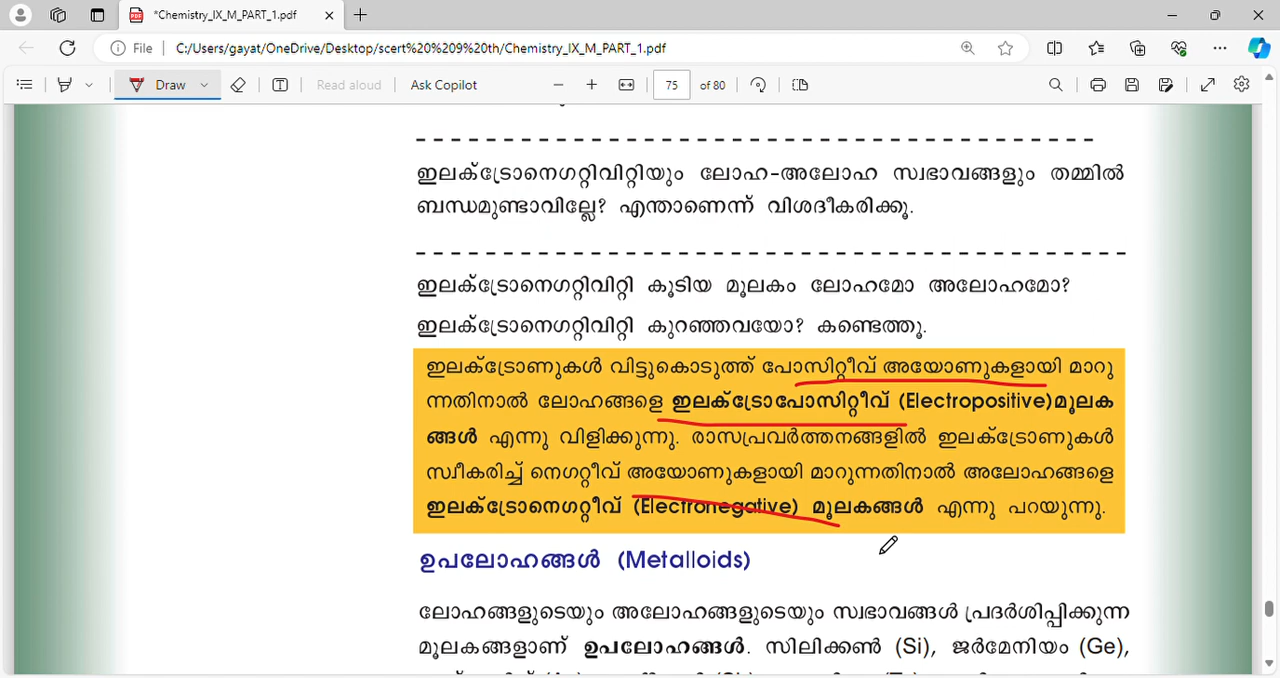 *Chemistry_IX_M_PART_1.pdf
File C:/Users/gayat/OneDrive/Desktop/scert%20%209%20th/Chemistry_IX_M_PART_1.pdf
Draw Read aloud Ask Copilot 75 of 80
ഇലക്ട്രോനെഗറ്റിവിറ്റിയും ലോഹ-അലോഹ സ്വഭാവങ്ങളും തമ്മിൽ
ബന്ധമുണ്ടാവില്ലേ? എന്താണെന്ന് വിശദീകരിക്കൂ.
ഇലക്ട്രോനെഗറ്റിവിറ്റി കൂടിയ മൂലകം ലോഹമോ അലോഹമോ?
ഇലക്ട്രോനെഗറ്റിവിറ്റി കുറഞ്ഞവയോ? കണ്ടെത്തൂ.
ഇലക്ട്രോണുകൾ വിട്ടുകൊടുത്ത് പോസിറ്റീവ് അയോണുകളായി മാറു
ന്നതിനാൽ ലോഹങ്ങളെ ഇലക്ട്രോപോസിറ്റീവ് (Electropositive)മൂലക
ങ്ങൾ എന്നു വിളിക്കുന്നു. രാസപ്രവർത്തനങ്ങളിൽ ഇലക്ട്രോണുകൾ
സ്വീകരിച്ച് നെഗറ്റീവ് അയോണുകളായി മാറുന്നതിനാൽ അലോഹങ്ങളെ
ഇലക്ട്രോനെഗറ്റീവ് (Electronegative) മൂലകങ്ങൾ എന്നു പറയുന്നു.
ഉപലോഹങ്ങൾ (Metalloids)
ലോഹങ്ങളുടെയും അലോഹങ്ങളുടെയും സ്വഭാവങ്ങൾ പ്രദർശിപ്പിക്കുന്ന
മൂലകങ്ങളാണ് ഉപലോഹങ്ങൾ. സിലിക്കൺ (Si), ജർമേനിയം (Ge),